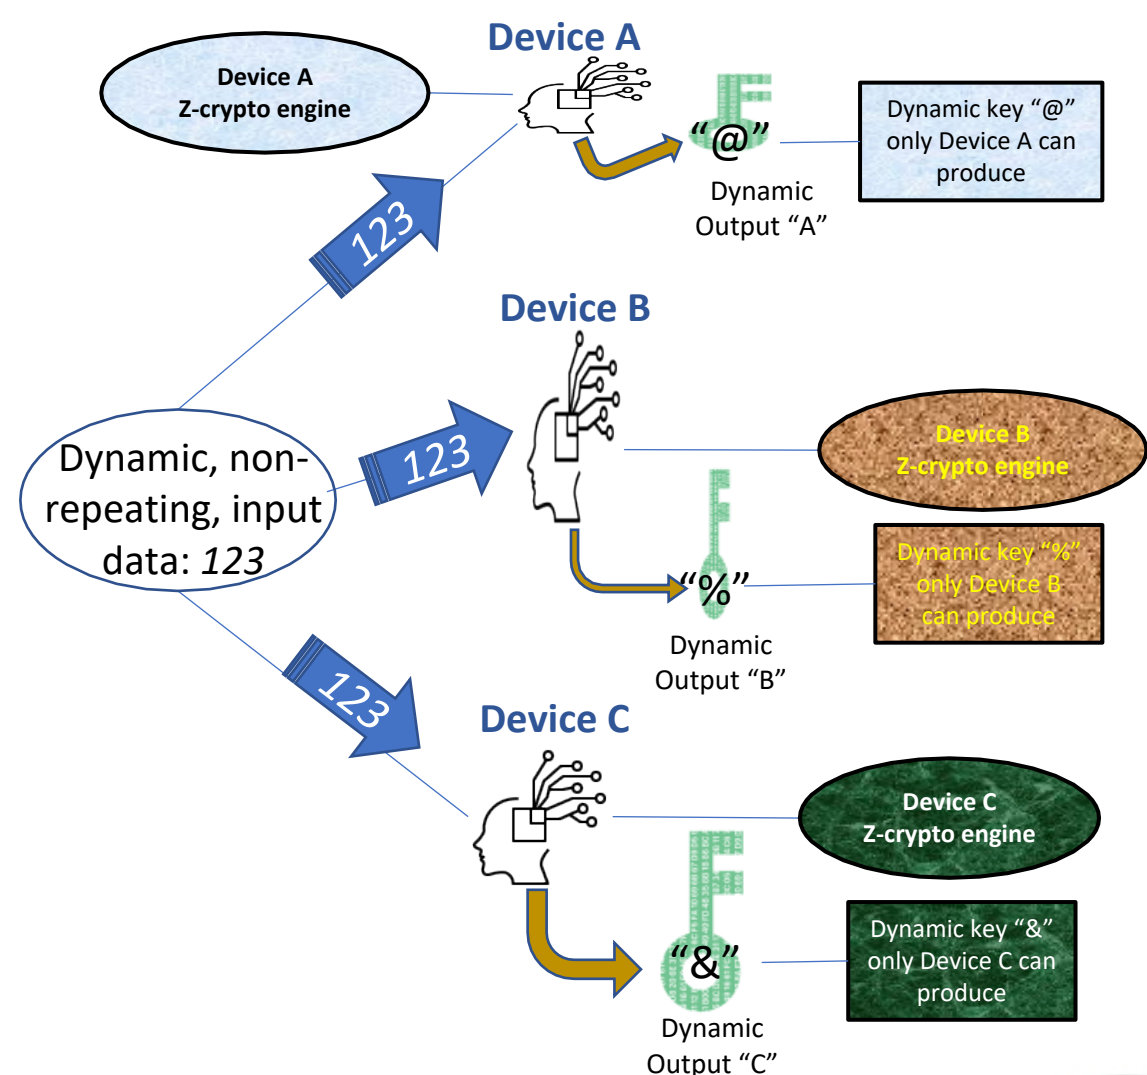 Device A
Device A
Z-crypto engine
“@”
Dynamic key “@”
only Device A can
produce
Dynamic
Output “A”
123
Device B
Dynamic, non-
repeating, input
data: 123
123
Device B
Z-crypto engine
“%”
Dynamic key “%”
only Device B
can produce
Dynamic
Output “B”
123
Device C
Device C
Z-crypto engine
“&”
Dynamic key “&”
only Device C can
produce
Dynamic
Output “C”